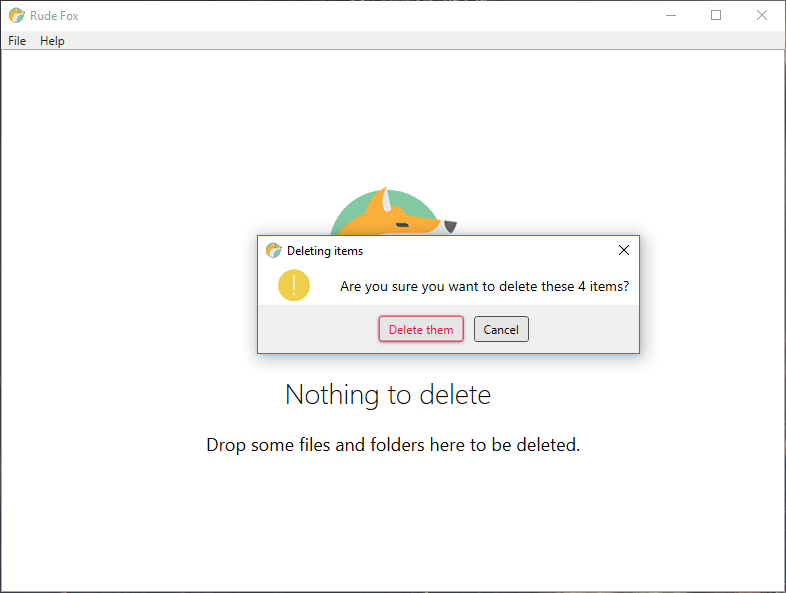 Rude Fox
File Help
Deleting items
Are you sure you want to delete these 4 items?
Delete them Cancel
Nothing to delete
Drop some files and folders here to be deleted.